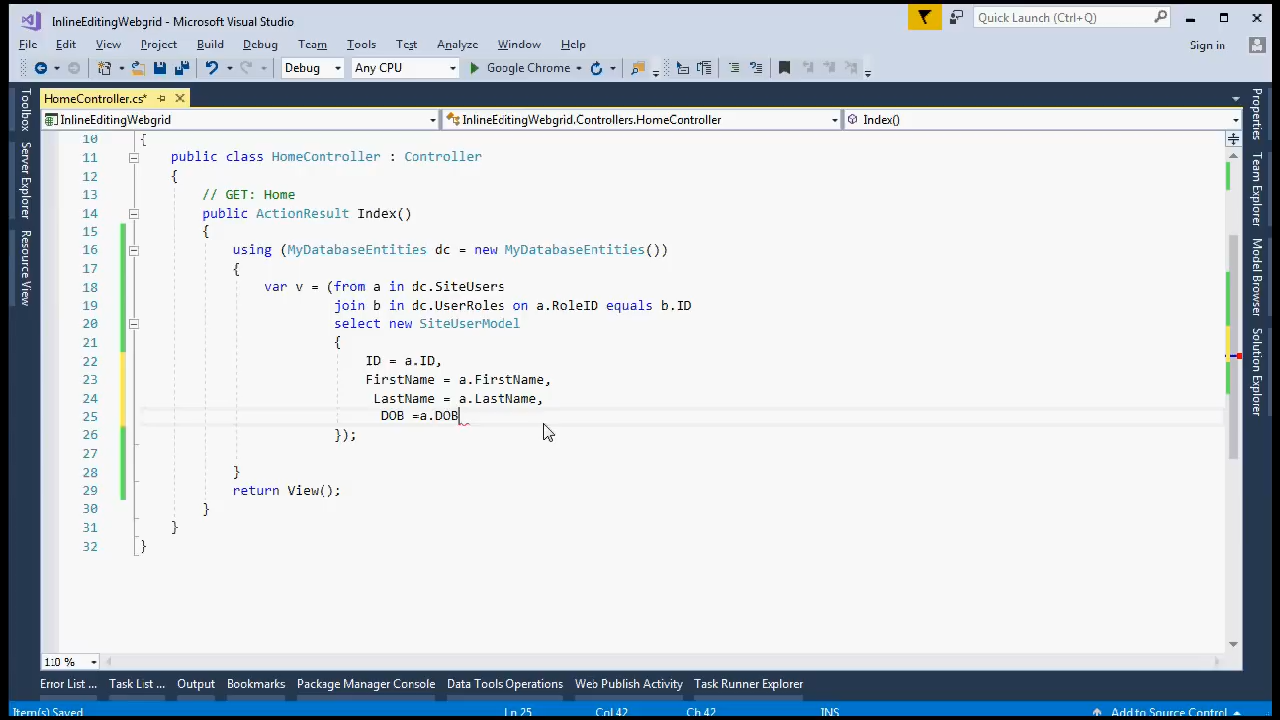 InlineEditingWebgrid - Microsoft Visual Studio
Quick Launch (Ctrl+Q)
File Edit View Project Build Debug Team Tools Test Analyze Window Help
Sign in
Debug Any CPU Google Chrome
HomeController.cs*
InlineEditingWebgrid InlineEditingWebgrid.Controllers.HomeController Index()
Toolbox
Server Explorer
Resource View
10 {
11 public class HomeController : Controller
12 {
13 // GET: Home
14 public ActionResult Index()
15 {
16 using (MyDatabaseEntities dc = new MyDatabaseEntities())
17 {
18 var v = (from a in dc.SiteUsers
19 join b in dc.UserRoles on a.RoleID equals b.ID
20 select new SiteUserModel
21 {
22 ID = a.ID,
23 FirstName = a.FirstName,
24 LastName = a.LastName,
25 DOB =a.DOB
26 });
27
28 }
29 return View();
30 }
31 }
32 }
Properties
Team Explorer
Model Browser
Solution Explorer
110 %
Error List ... Task List ... Output Bookmarks Package Manager Console Data Tools Operations Web Publish Activity Task Runner Explorer
Item(s) Saved Ln 25 Col 42 Ch 42 INS Add to Source Control